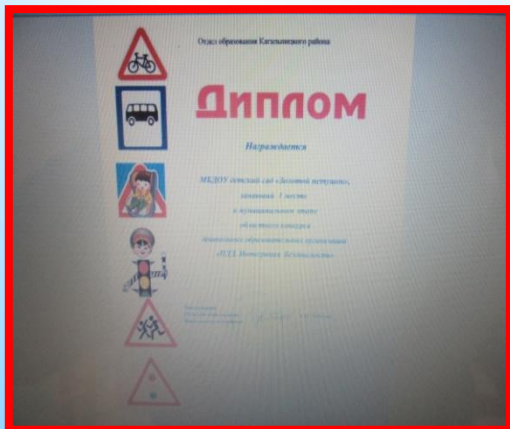 Отдел образования Кагальницкого района
Диплом
Награждается
МБДОУ детский сад «Золотой петушок»,
занявший 1 место
в муниципальном этапе
областного конкурса
дошкольных образовательных организаций